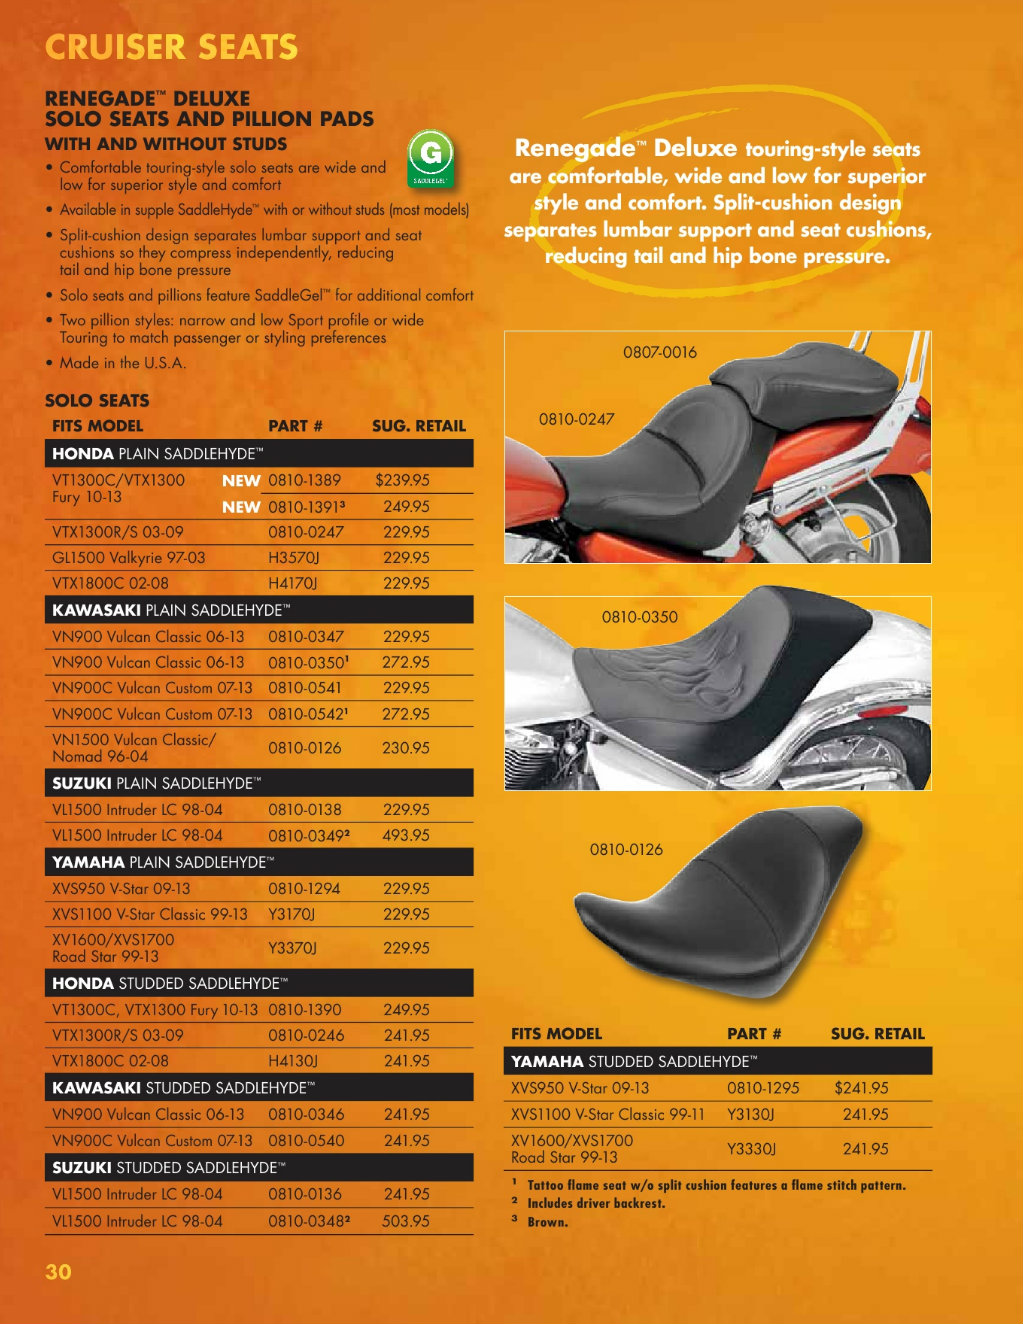 CRUISER SEATS
RENEGADE™ DELUXE
SOLO SEATS AND PILLION PADS
WITH AND WITHOUT STUDS
• Comfortable touring-style solo seats are wide and
low for superior style and comfort
• Available in supple SaddleHyde™ with or without studs (most models)
• Split-cushion design separates lumbar support and seat
cushions so they compress independently, reducing
tail and hip bone pressure
• Solo seats and pillions feature SaddleGel™ for additional comfort
• Two pillion styles: narrow and low Sport profile or wide
Touring to match passenger or styling preferences
• Made in the U.S.A.
G
SADDLEGEL™
SOLO SEATS
FITS MODEL PART # SUG. RETAIL
HONDA PLAIN SADDLEHYDE™
VT1300C/VTX1300 NEW 0810-1389 $239.95
Fury 10-13
NEW 0810-1391³ 249.95
VTX1300R/S 03-09 0810-0247 229.95
GL1500 Valkyrie 97-03 H3570J 229.95
VTX1800C 02-08 H4170J 229.95
KAWASAKI PLAIN SADDLEHYDE™
VN900 Vulcan Classic 06-13 0810-0347 229.95
VN900 Vulcan Classic 06-13 0810-0350¹ 272.95
VN900C Vulcan Custom 07-13 0810-0541 229.95
VN900C Vulcan Custom 07-13 0810-0542¹ 272.95
VN1500 Vulcan Classic/
Nomad 96-04 0810-0126 230.95
SUZUKI PLAIN SADDLEHYDE™
VL1500 Intruder LC 98-04 0810-0138 229.95
VL1500 Intruder LC 98-04 0810-0349² 493.95
YAMAHA PLAIN SADDLEHYDE™
XVS950 V-Star 09-13 0810-1294 229.95
XVS1100 V-Star Classic 99-13 Y3170J 229.95
XV1600/XVS1700
Road Star 99-13 Y3370J 229.95
HONDA STUDDED SADDLEHYDE™
VT1300C, VTX1300 Fury 10-13 0810-1390 249.95
VTX1300R/S 03-09 0810-0246 241.95
VTX1800C 02-08 H4130J 241.95
KAWASAKI STUDDED SADDLEHYDE™
VN900 Vulcan Classic 06-13 0810-0346 241.95
VN900C Vulcan Custom 07-13 0810-0540 241.95
SUZUKI STUDDED SADDLEHYDE™
VL1500 Intruder LC 98-04 0810-0136 241.95
VL1500 Intruder LC 98-04 0810-0348² 503.95
Renegade™ Deluxe touring-style seats
are comfortable, wide and low for superior
style and comfort. Split-cushion design
separates lumbar support and seat cushions,
reducing tail and hip bone pressure.
0807-0016
0810-0247
0810-0350
0810-0126
FITS MODEL PART # SUG. RETAIL
YAMAHA STUDDED SADDLEHYDE™
XVS950 V-Star 09-13 0810-1295 $241.95
XVS1100 V-Star Classic 99-11 Y3130J 241.95
XV1600/XVS1700
Road Star 99-13 Y3330J 241.95
¹ Tattoo flame seat w/o split cushion features a flame stitch pattern.
² Includes driver backrest.
³ Brown.
30